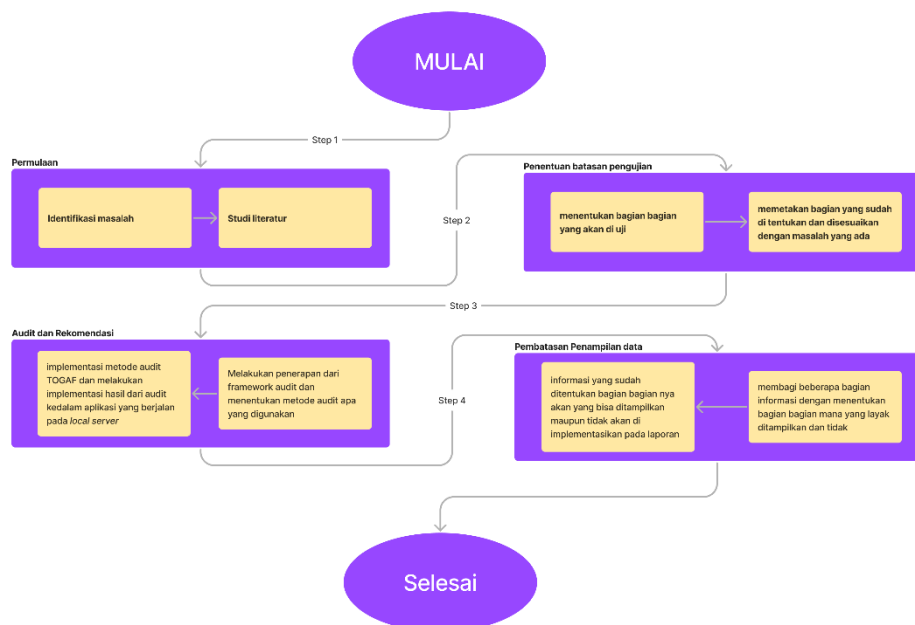 MULAI
Step 1
Permulaan
Identifikasi masalah
Studi literatur
Step 2
Penentuan batasan pengujian
menentukan bagian bagian
yang akan di uji
memetakan bagian yang sudah
di tentukan dan disesuaikan
dengan masalah yang ada
Step 3
Audit dan Rekomendasi
implementasi metode audit
TOGAF dan melakukan
implementasi hasil dari audit
kedalam aplikasi yang berjalan
pada local server
Melakukan penerapan dari
framework audit dan
menentukan metode audit apa
yang digunakan
Step 4
Pembatasan Penampilan data
informasi yang sudah
ditentukan bagian bagian nya
akan yang bisa ditampilkan
maupun tidak akan di
implementasikan pada laporan
membagi beberapa bagian
informasi dengan menentukan
bagian bagian mana yang layak
ditampilkan dan tidak
Selesai